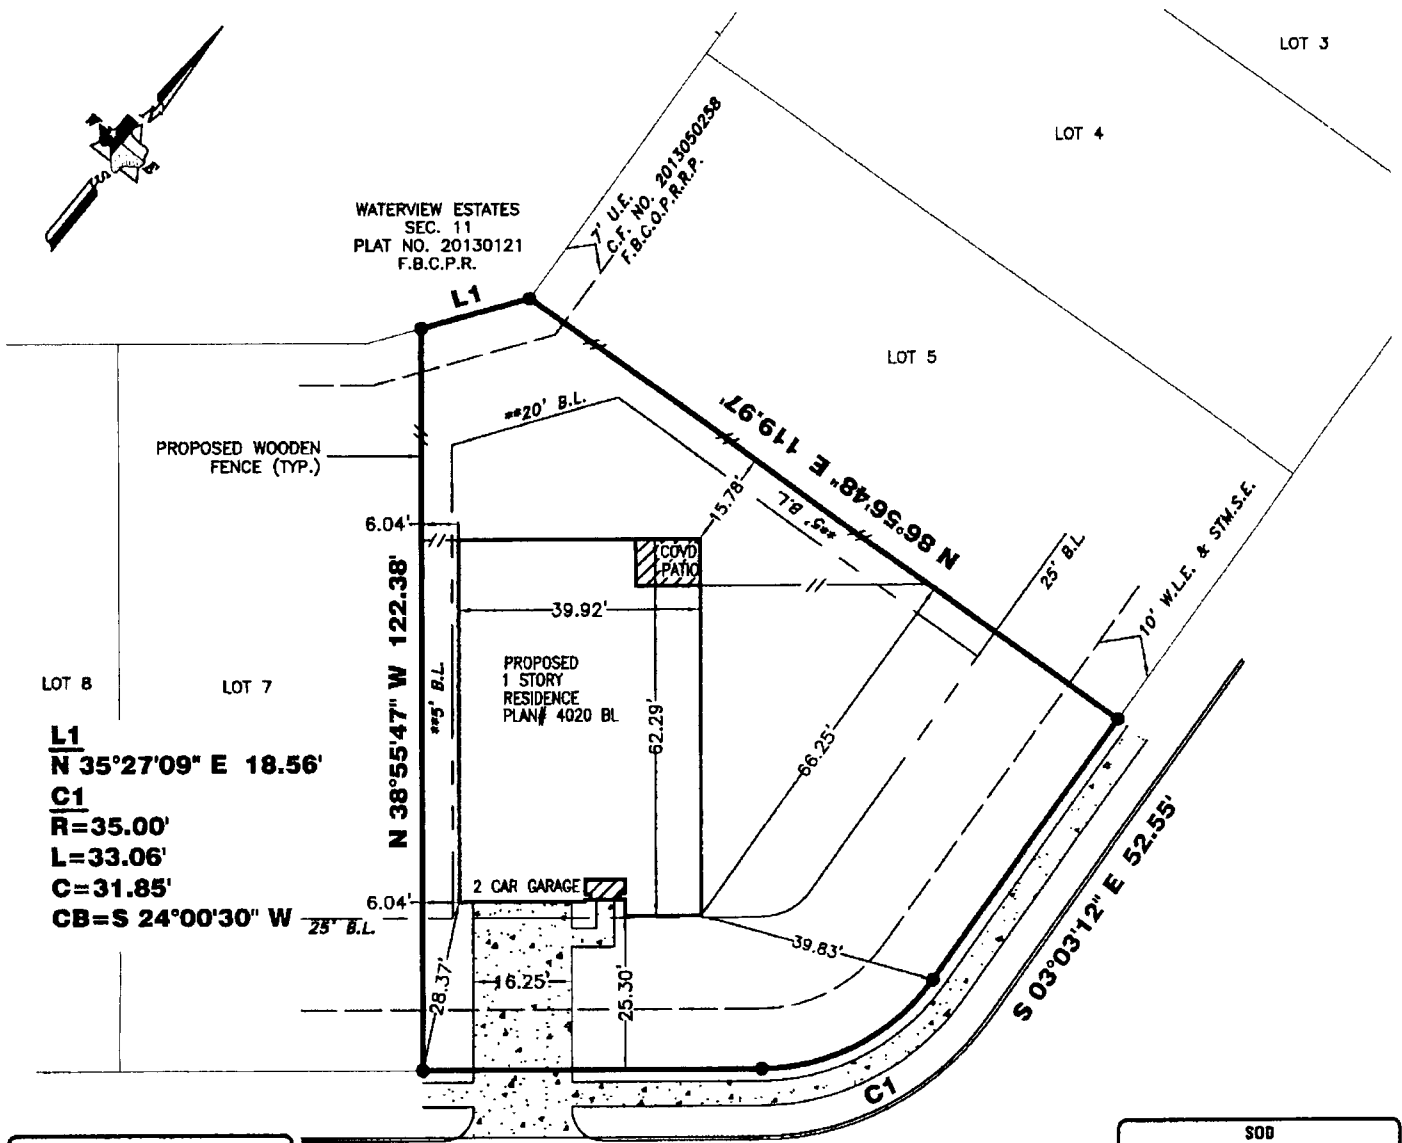 LOT 3
LOT 4
LOT 5
N
S
WATERVIEW ESTATES
SEC. 11
PLAT NO. 20130121
F.B.C.P.R.
7' U.E.
C.F. NO. 2013050258
F.B.C.O.P.R.R.P.
L1
**20' B.L.
PROPOSED WOODEN
FENCE (TYP.)
N 86°56'48" E 119.97'
**5' B.L.
15.78'
6.04'
COVD
PATIO
25' B.L.
10' W.L.E. & STM.S.E.
39.92'
N 38°55'47" W 122.38'
**5' B.L.
PROPOSED
1 STORY
RESIDENCE
PLAN# 4020 BL
62.29'
66.25'
LOT 8
LOT 7
L1
N 35°27'09" E 18.56'
C1
R=35.00'
L=33.06'
C=31.85'
CB=S 24°00'30" W
25' B.L.
6.04'
2 CAR GARAGE
39.83'
28.37'
16.25'
25.30'
S 03°03'12" E 52.55'
C1
SOD